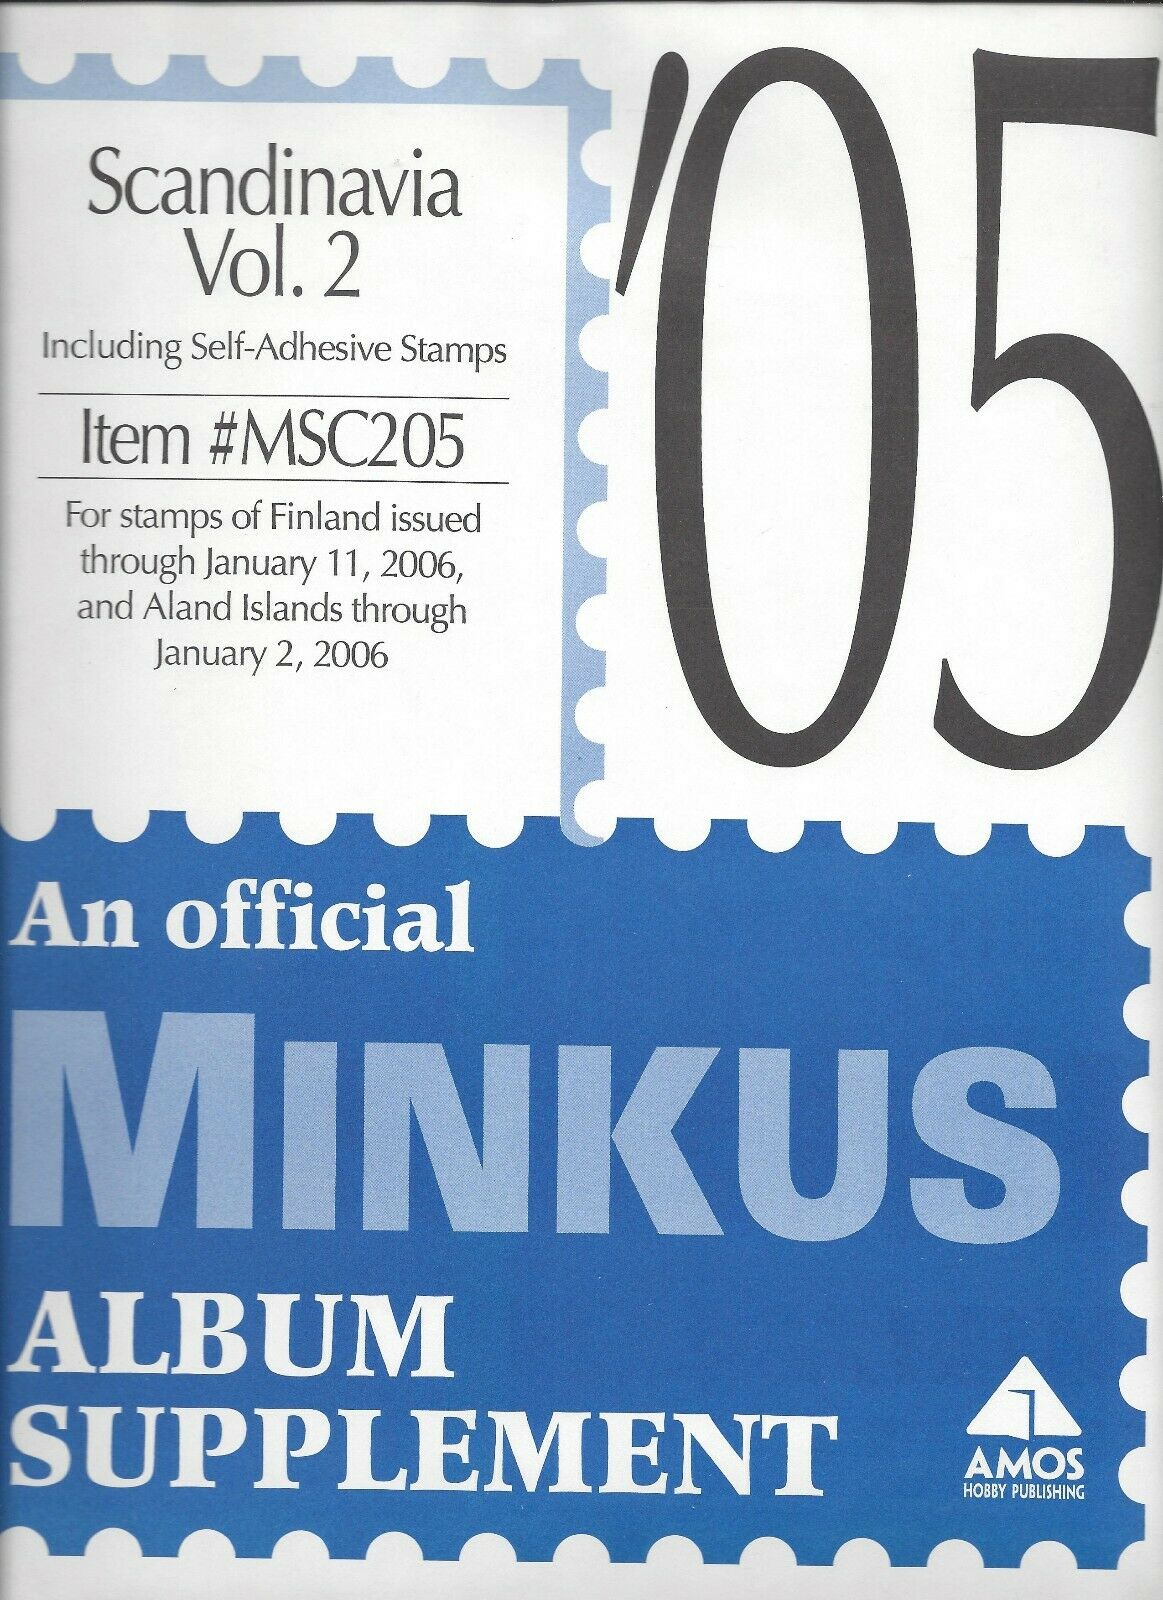 '05
Scandinavia
Vol. 2
Including Self-Adhesive Stamps
Item #MSC205
For stamps of Finland issued
through January 11, 2006,
and Aland Islands through
January 2, 2006
An official
MINKUS
ALBUM
SUPPLEMENT
AMOS
HOBBY PUBLISHING